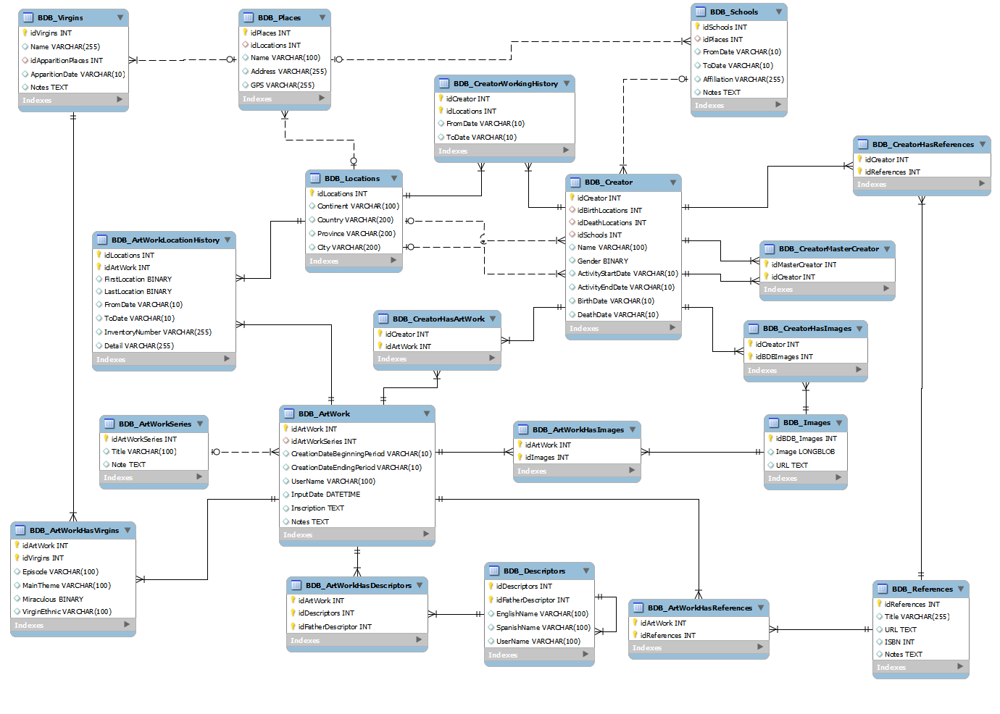 BDB_Virgins
idVirgins INT
Name VARCHAR(255)
idApparitionPlaces INT
ApparitionDate VARCHAR(10)
Notes TEXT
Indexes
BDB_Places
idPlaces INT
idLocations INT
Name VARCHAR(100)
Address VARCHAR(255)
GPS VARCHAR(255)
Indexes
BDB_Schools
idSchools INT
idPlaces INT
FromDate VARCHAR(10)
ToDate VARCHAR(10)
Affiliation VARCHAR(255)
Notes TEXT
Indexes
BDB_CreatorWorkingHistory
idCreator INT
idLocations INT
FromDate VARCHAR(10)
ToDate VARCHAR(10)
Indexes
BDB_CreatorHasReferences
idCreator INT
idReferences INT
Indexes
BDB_Locations
idLocations INT
Continent VARCHAR(100)
Country VARCHAR(200)
Province VARCHAR(200)
City VARCHAR(200)
Indexes
BDB_Creator
idCreator INT
idBirthLocations INT
idDeathLocations INT
idSchools INT
Name VARCHAR(100)
Gender BINARY
ActivityStartDate VARCHAR(10)
ActivityEndDate VARCHAR(10)
BirthDate VARCHAR(10)
DeathDate VARCHAR(10)
Indexes
BDB_ArtWorkLocationHistory
idLocations INT
idArtWork INT
FirstLocation BINARY
LastLocation BINARY
FromDate VARCHAR(10)
ToDate VARCHAR(10)
InventoryNumber VARCHAR(255)
Detail VARCHAR(255)
Indexes
BDB_CreatorMasterCreator
idMasterCreator INT
idCreator INT
Indexes
BDB_CreatorHasArtWork
idCreator INT
idArtWork INT
Indexes
BDB_CreatorHasImages
idCreator INT
idBDBImages INT
Indexes
BDB_ArtWorkSeries
idArtWorkSeries INT
Title VARCHAR(100)
Note TEXT
Indexes
BDB_ArtWork
idArtWork INT
idArtWorkSeries INT
CreationDateBeginningPeriod VARCHAR(10)
CreationDateEndingPeriod VARCHAR(10)
UserName VARCHAR(100)
InputDate DATETIME
Inscription TEXT
Notes TEXT
Indexes
BDB_ArtWorkHasImages
idArtWork INT
idImages INT
Indexes
BDB_Images
idBDB_Images INT
Image LONGBLOB
URL TEXT
Indexes
BDB_ArtWorkHasVirgins
idArtWork INT
idVirgins INT
Episode VARCHAR(100)
MainTheme VARCHAR(100)
Miraculous BINARY
VirginEthnic VARCHAR(100)
Indexes
BDB_ArtWorkHasDescriptors
idArtWork INT
idDescriptors INT
idFatherDescriptor INT
Indexes
BDB_Descriptors
idDescriptors INT
idFatherDescriptor INT
EnglishName VARCHAR(100)
SpanishName VARCHAR(100)
UserName VARCHAR(100)
Indexes
BDB_ArtWorkHasReferences
idArtWork INT
idReferences INT
Indexes
BDB_References
idReferences INT
Title VARCHAR(255)
URL TEXT
ISBN INT
Notes TEXT
Indexes